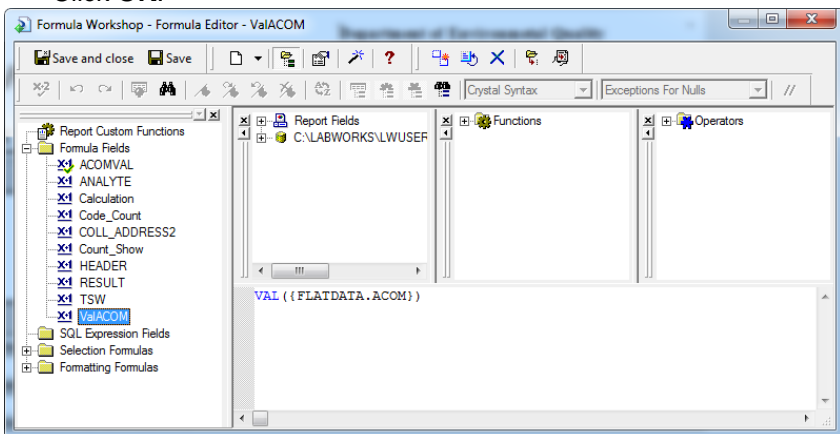 Click OK.
Formula Workshop - Formula Editor - ValACOM
Save and close Save
Crystal Syntax Exceptions For Nulls //
Report Custom Functions
Formula Fields
ACOMVAL
ANALYTE
Calculation
Code_Count
COLL_ADDRESS2
Count_Show
HEADER
RESULT
TSW
ValACOM
SQL Expression Fields
Selection Formulas
Formatting Formulas
Report Fields
C:\LABWORKS\LWUSER
Functions
Operators
VAL({FLATDATA.ACOM})